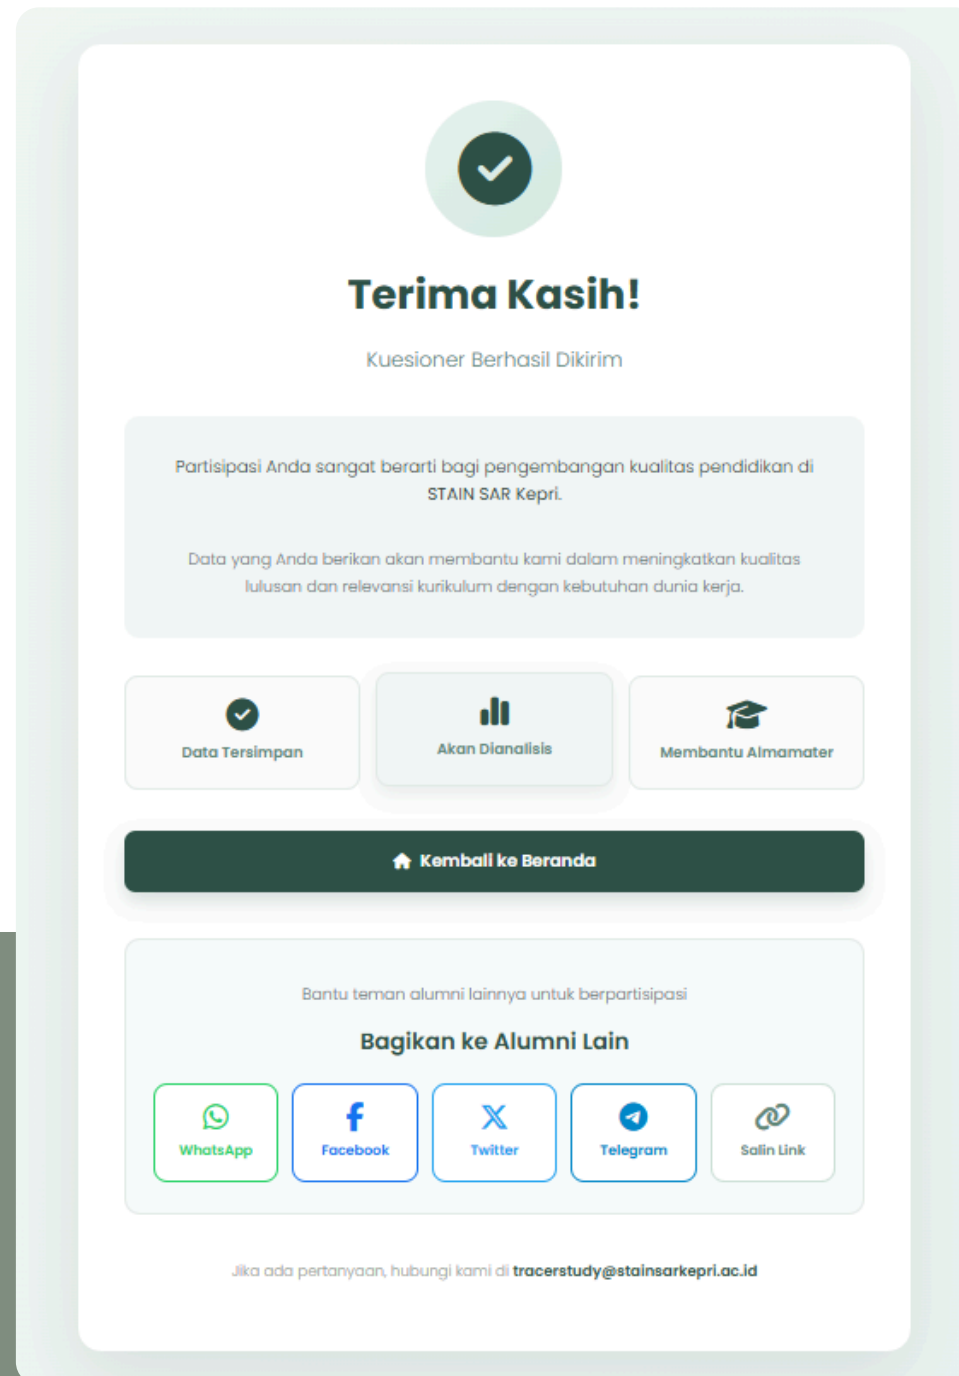 Terima Kasih!
Kuesioner Berhasil Dikirim
Partisipasi Anda sangat berarti bagi pengembangan kualitas pendidikan di
STAIN SAR Kepri.
Data yang Anda berikan akan membantu kami dalam meningkatkan kualitas
lulusan dan relevansi kurikulum dengan kebutuhan dunia kerja.
Data Tersimpan
Akan Dianalisis
Membantu Almamater
Kembali ke Beranda
Bantu teman alumni lainnya untuk berpartisipasi
Bagikan ke Alumni Lain
WhatsApp
Facebook
Twitter
Telegram
Salin Link
Jika ada pertanyaan, hubungi kami di tracerstudy@stainsarkepri.ac.id